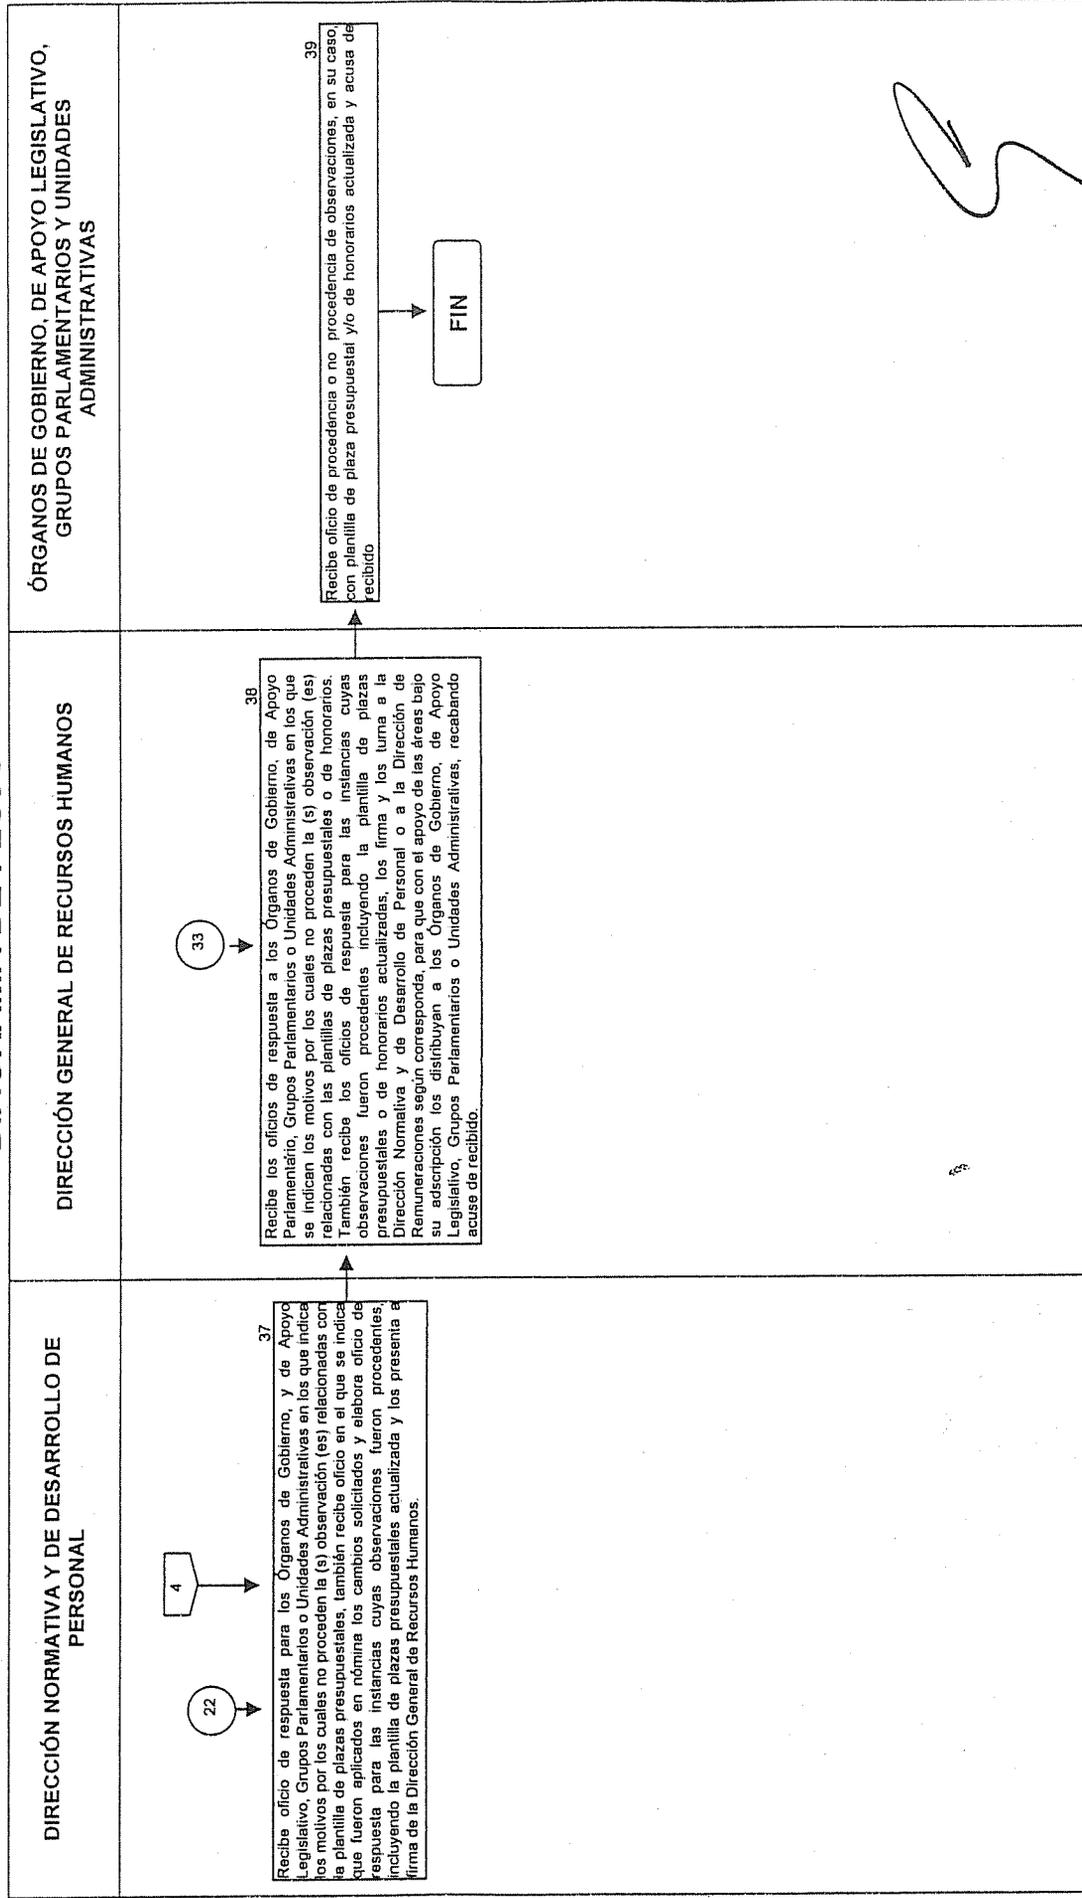 DIRECCIÓN NORMATIVA Y DE DESARROLLO DE
PERSONAL
22
4
37
Recibe oficio de respuesta para los Órganos de Gobierno, y de Apoyo
Legislativo, Grupos Parlamentarios o Unidades Administrativas en los que indica
los motivos por los cuales no proceden la (s) observación (es) relacionadas con
la plantilla de plazas presupuestales, también recibe oficio en el que se indica
que fueron aplicados en nómina los cambios solicitados y elabora oficio de
respuesta para las instancias cuyas observaciones fueron procedentes,
incluyendo la plantilla de plazas presupuestales actualizada y los presenta a
firma de la Dirección General de Recursos Humanos.
DIRECCIÓN GENERAL DE RECURSOS HUMANOS
33
38
Recibe los oficios de respuesta a los Órganos de Gobierno, de Apoyo
Parlamentario, Grupos Parlamentarios o Unidades Administrativas en los que
se indican los motivos por los cuales no proceden la (s) observación (es)
relacionadas con las plantillas de plazas presupuestales o de honorarios.
También recibe los oficios de respuesta para las instancias cuyas
observaciones fueron procedentes incluyendo la plantilla de plazas
presupuestales o de honorarios actualizadas, los firma y los turna a la
Dirección Normativa y de Desarrollo de Personal o a la Dirección de
Remuneraciones según corresponda, para que con el apoyo de las áreas bajo
su adscripción los distribuyan a los Órganos de Gobierno, de Apoyo
Legislativo, Grupos Parlamentarios o Unidades Administrativas, recabando
acuse de recibido.
ÓRGANOS DE GOBIERNO, DE APOYO LEGISLATIVO,
GRUPOS PARLAMENTARIOS Y UNIDADES
ADMINISTRATIVAS
39
Recibe oficio de procedencia o no procedencia de observaciones, en su caso,
con plantilla de plaza presupuestal y/o de honorarios actualizada y acusa de
recibido
FIN